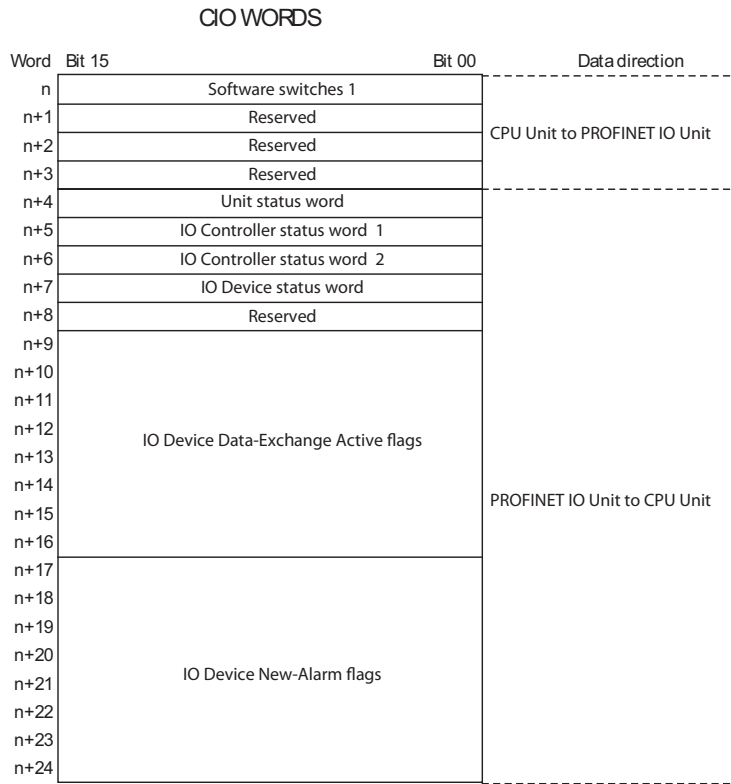 CIO WORDS
Word Bit 15 Bit 00 Data direction
n Software switches 1
n+1 Reserved
CPU Unit to PROFINET IO Unit
n+2 Reserved
n+3 Reserved
n+4 Unit status word
n+5 IO Controller status word 1
n+6 IO Controller status word 2
n+7 IO Device status word
n+8 Reserved
n+9
n+10
n+11
n+12
IO Device Data-Exchange Active flags
n+13
n+14
n+15 PROFINET IO Unit to CPU Unit
n+16
n+17
n+18
n+19
n+20
IO Device New-Alarm flags
n+21
n+22
n+23
n+24